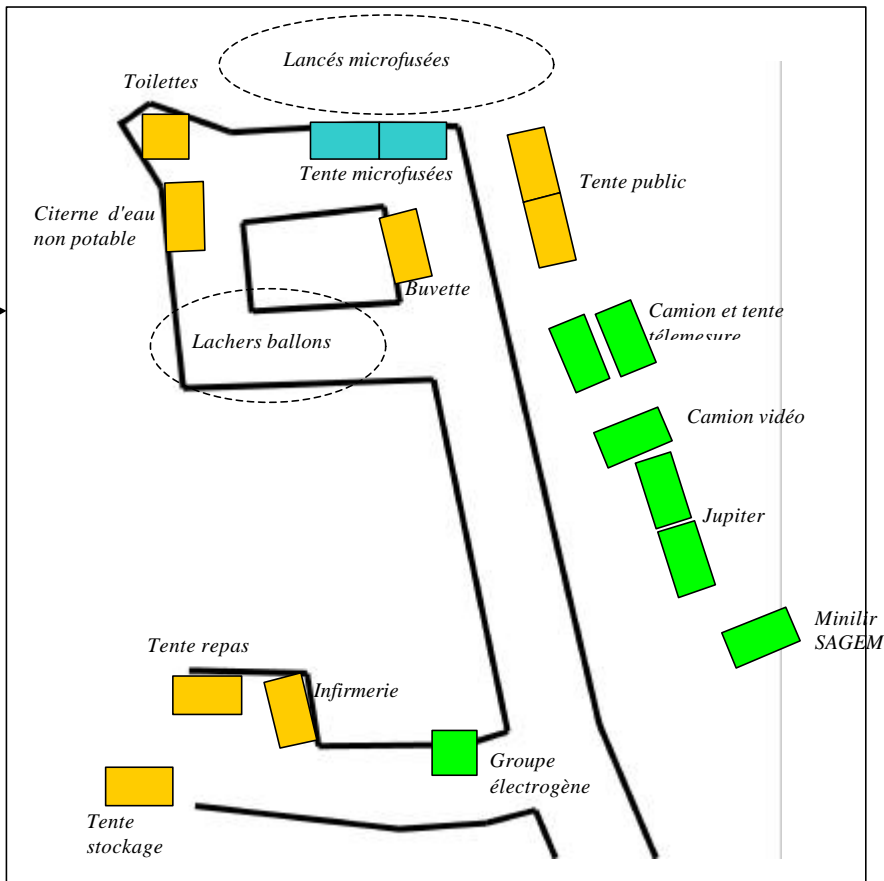 Lancés microfusées
Toilettes
Tente microfusées
Tente public
Citerne d'eau
non potable
Buvette
Camion et tente
télemesure
Lachers ballons
Camion vidéo
Jupiter
Minilir
SAGEM
Tente repas
Infirmerie
Groupe
électrogène
Tente
stockage